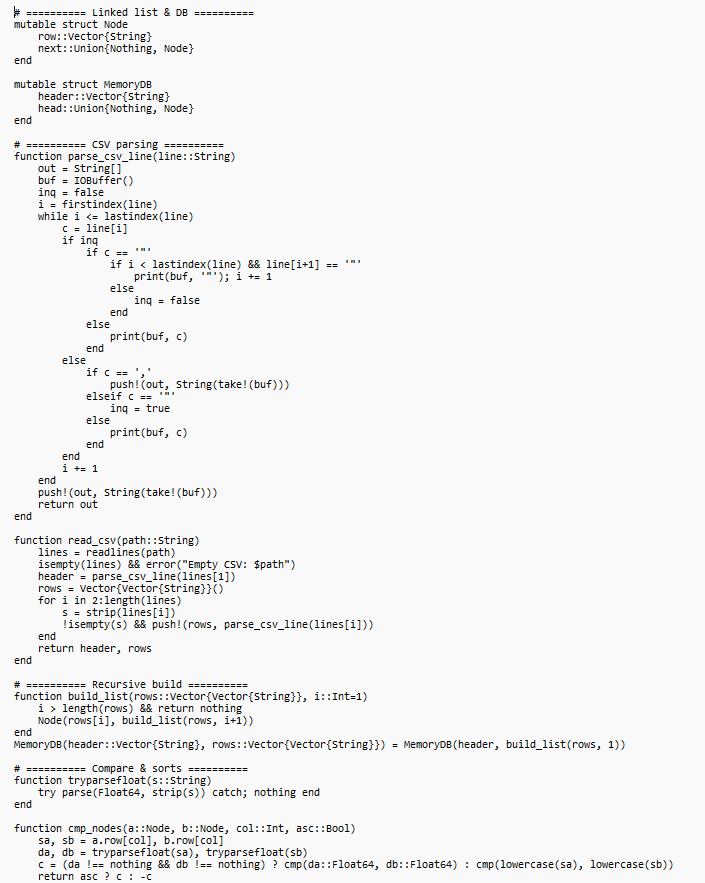 # ========== Linked list & DB ==========
mutable struct Node
    row::Vector{String}
    next::Union{Nothing, Node}
end

mutable struct MemoryDB
    header::Vector{String}
    head::Union{Nothing, Node}
end

# ========== CSV parsing ==========
function parse_csv_line(line::String)
    out = String[]
    buf = IOBuffer()
    inq = false
    i = firstindex(line)
    while i <= lastindex(line)
        c = line[i]
        if inq
            if c == '"'
                if i < lastindex(line) && line[i+1] == '"'
                    print(buf, '"'); i += 1
                else
                    inq = false
                end
            else
                print(buf, c)
            end
        else
            if c == ','
                push!(out, String(take!(buf)))
            elseif c == '"'
                inq = true
            else
                print(buf, c)
            end
        end
        i += 1
    end
    push!(out, String(take!(buf)))
    return out
end

function read_csv(path::String)
    lines = readlines(path)
    isempty(lines) && error("Empty CSV: $path")
    header = parse_csv_line(lines[1])
    rows = Vector{Vector{String}}()
    for i in 2:length(lines)
        s = strip(lines[i])
        !isempty(s) && push!(rows, parse_csv_line(lines[i]))
    end
    return header, rows
end

# ========== Recursive build ==========
function build_list(rows::Vector{Vector{String}}, i::Int=1)
    i > length(rows) && return nothing
    Node(rows[i], build_list(rows, i+1))
end
MemoryDB(header::Vector{String}, rows::Vector{Vector{String}}) = MemoryDB(header, build_list(rows, 1))

# ========== Compare & sorts ==========
function tryparsefloat(s::String)
    try parse(Float64, strip(s)) catch; nothing end
end

function cmp_nodes(a::Node, b::Node, col::Int, asc::Bool)
    sa, sb = a.row[col], b.row[col]
    da, db = tryparsefloat(sa), tryparsefloat(sb)
    c = (da !== nothing && db !== nothing) ? cmp(da::Float64, db::Float64) : cmp(lowercase(sa), lowercase(sb))
    return asc ? c : -c